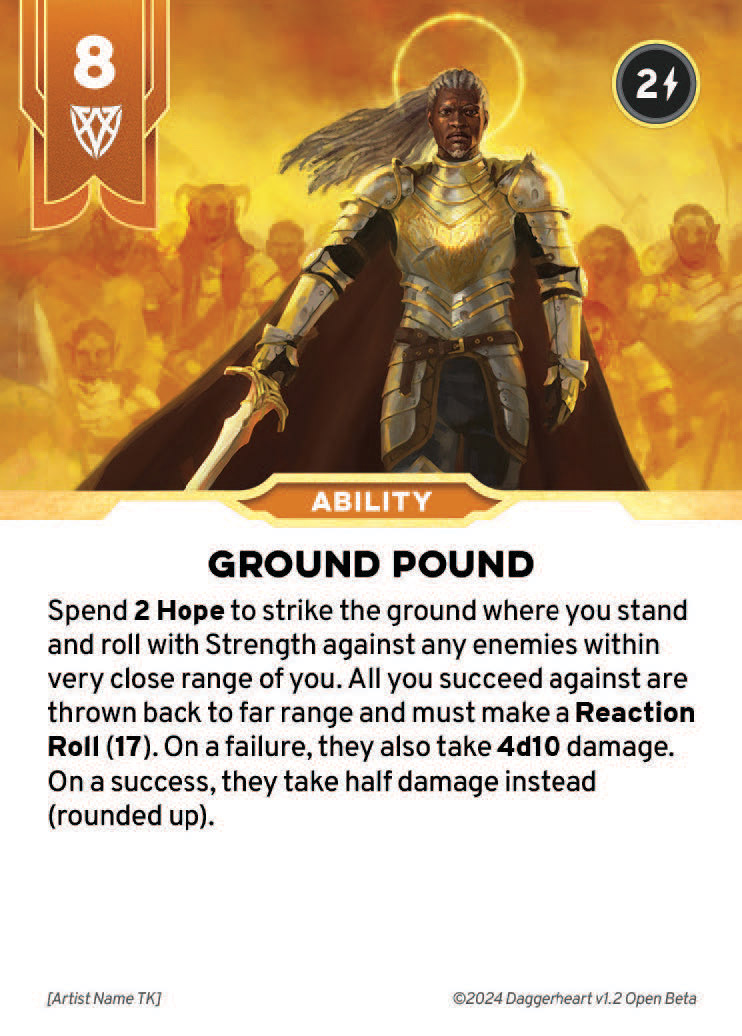 8
2
ABILITY
GROUND POUND
Spend 2 Hope to strike the ground where you stand
and roll with Strength against any enemies within
very close range of you. All you succeed against are
thrown back to far range and must make a Reaction
Roll (17). On a failure, they also take 4d10 damage.
On a success, they take half damage instead
(rounded up).
[Artist Name TK]
©2024 Daggerheart v1.2 Open Beta